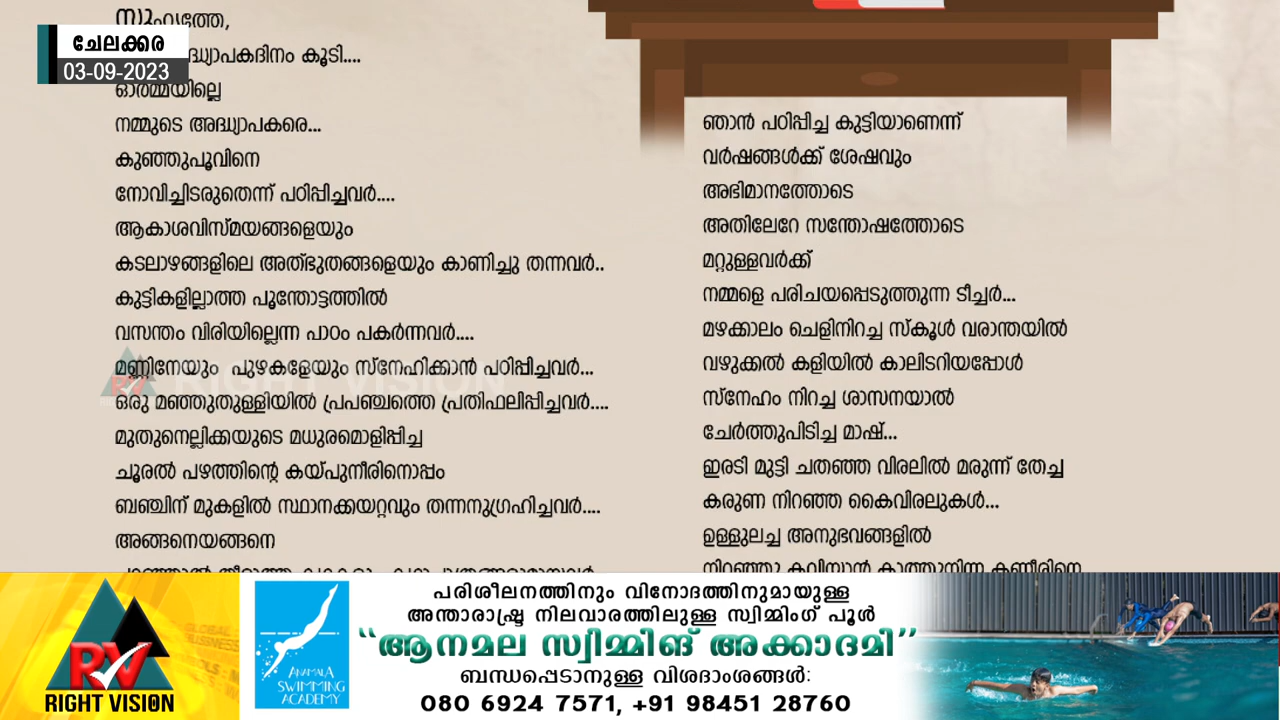 ചേലക്കര
03-09-2023
സുഹൃത്തേ,
കൂടി....
ഓർമ്മയില്ലെ
നമ്മുടെ അദ്ധ്യാപകരെ...
കുഞ്ഞുപൂവിനെ
നോവിച്ചിടരുതെന്ന് പഠിപ്പിച്ചവർ....
ആകാശവിസ്മയങ്ങളെയും
കടലാഴങ്ങളിലെ അത്ഭുതങ്ങളെയും കാണിച്ചു തന്നവർ..
കുട്ടികളില്ലാത്ത പൂന്തോട്ടത്തിൽ
വസന്തം വിരിയില്ലെന്ന പാഠം പകർന്നവർ....
മണ്ണിനേയും പുഴകളേയും സ്നേഹിക്കാൻ പഠിപ്പിച്ചവർ...
ഒരു മഞ്ഞുതുള്ളിയിൽ പ്രപഞ്ചത്തെ പ്രതിഫലിപ്പിച്ചവർ....
മുതുനെല്ലിക്കയുടെ മധുരമൊളിപ്പിച്ച
ചൂരൽ പഴത്തിന്റെ കയ്പുനീരിനൊപ്പം
ബഞ്ചിന് മുകളിൽ സ്ഥാനക്കയറ്റവും തന്നനുഗ്രഹിച്ചവർ....
അങ്ങനെയങ്ങനെ
ഞാൻ പഠിപ്പിച്ച കുട്ടിയാണെന്ന്
വർഷങ്ങൾക്ക് ശേഷവും
അഭിമാനത്തോടെ
അതിലേറേ സന്തോഷത്തോടെ
മറ്റുള്ളവർക്ക്
നമ്മളെ പരിചയപ്പെടുത്തുന്ന ടീച്ചർ...
മഴക്കാലം ചെളിനിറച്ച സ്കൂൾ വരാന്തയിൽ
വഴുക്കൽ കളിയിൽ കാലിടറിയപ്പോൾ
സ്നേഹം നിറച്ച ശാസനയാൽ
ചേർത്തുപിടിച്ച മാഷ്...
ഇരടി മുട്ടി ചതഞ്ഞ വിരലിൽ മരുന്ന് തേച്ച
കരുണ നിറഞ്ഞ കൈവിരലുകൾ...
ഉള്ളുലച്ച അനുഭവങ്ങളിൽ
നിറഞ്ഞു കവിയാൻ കാത്തുനിന്ന കണ്ണീരിനെ
RIGHT VISION
RV
RIGHT VISION
ANAMALA
SWIMMING
ACADEMY
പരിശീലനത്തിനും വിനോദത്തിനുമായുള്ള
അന്താരാഷ്ട്ര നിലവാരത്തിലുള്ള സ്വിമ്മിംഗ് പൂൾ
“ആനമല സ്വിമ്മിങ് അക്കാദമി”
ബന്ധപ്പെടാനുള്ള വിശദാംശങ്ങൾ:
080 6924 7571, +91 98451 28760